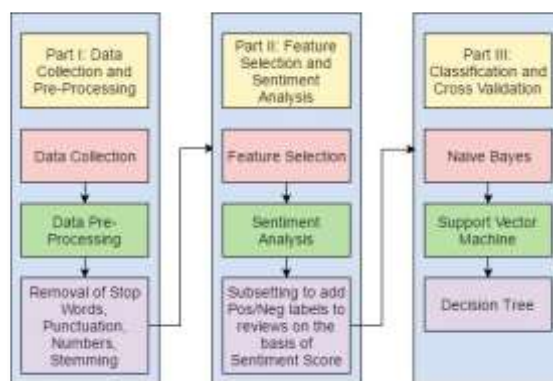 Part I: Data
Collection and
Pre-Processing
Data Collection
Data Pre-
Processing
Removal of Stop
Words,
Punctuation,
Numbers,
Stemming
Part II: Feature
Selection and
Sentiment
Analysis
Feature Selection
Sentiment
Analysis
Subsetting to add
Pos/Neg labels to
reviews on the
basis of
Sentiment Score
Part III:
Classification and
Cross Validation
Naive Bayes
Support Vector
Machine
Decision Tree